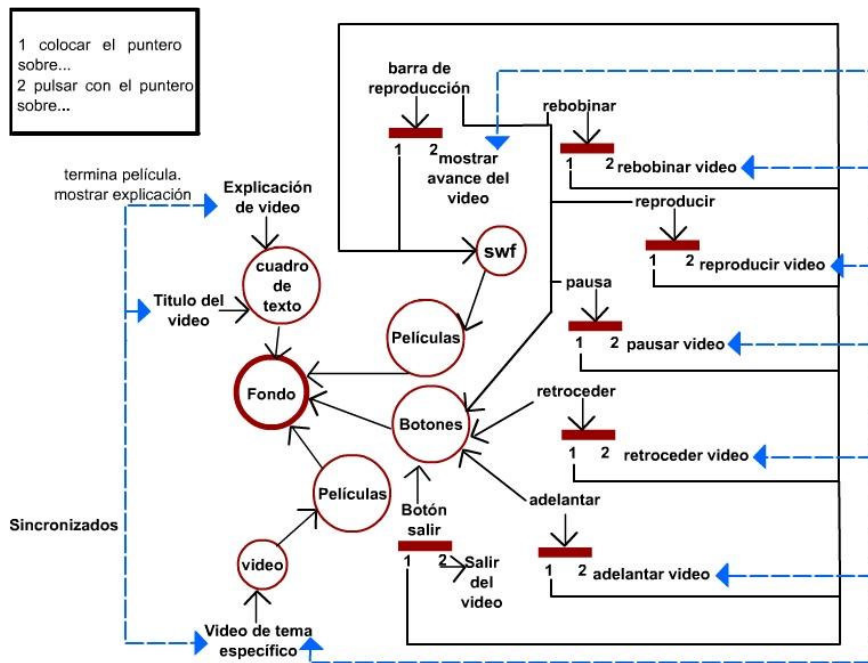 1 colocar el puntero
sobre...
2 pulsar con el puntero
sobre...
barra de
reproducción
1 2
mostrar
avance del
video
rebobinar
1 2
rebobinar video
termina película.
mostrar explicación
Explicación
de video
reproducir
1 2
reproducir video
cuadro
de
texto
swf
Titulo del
video
pausa
1 2
pausar video
Películas
Fondo
Botones
retroceder
1 2
retroceder video
Películas
adelantar
1 2
adelantar video
Sincronizados
Botón
salir
1 2
Salir
del
video
video
Video de tema
específico